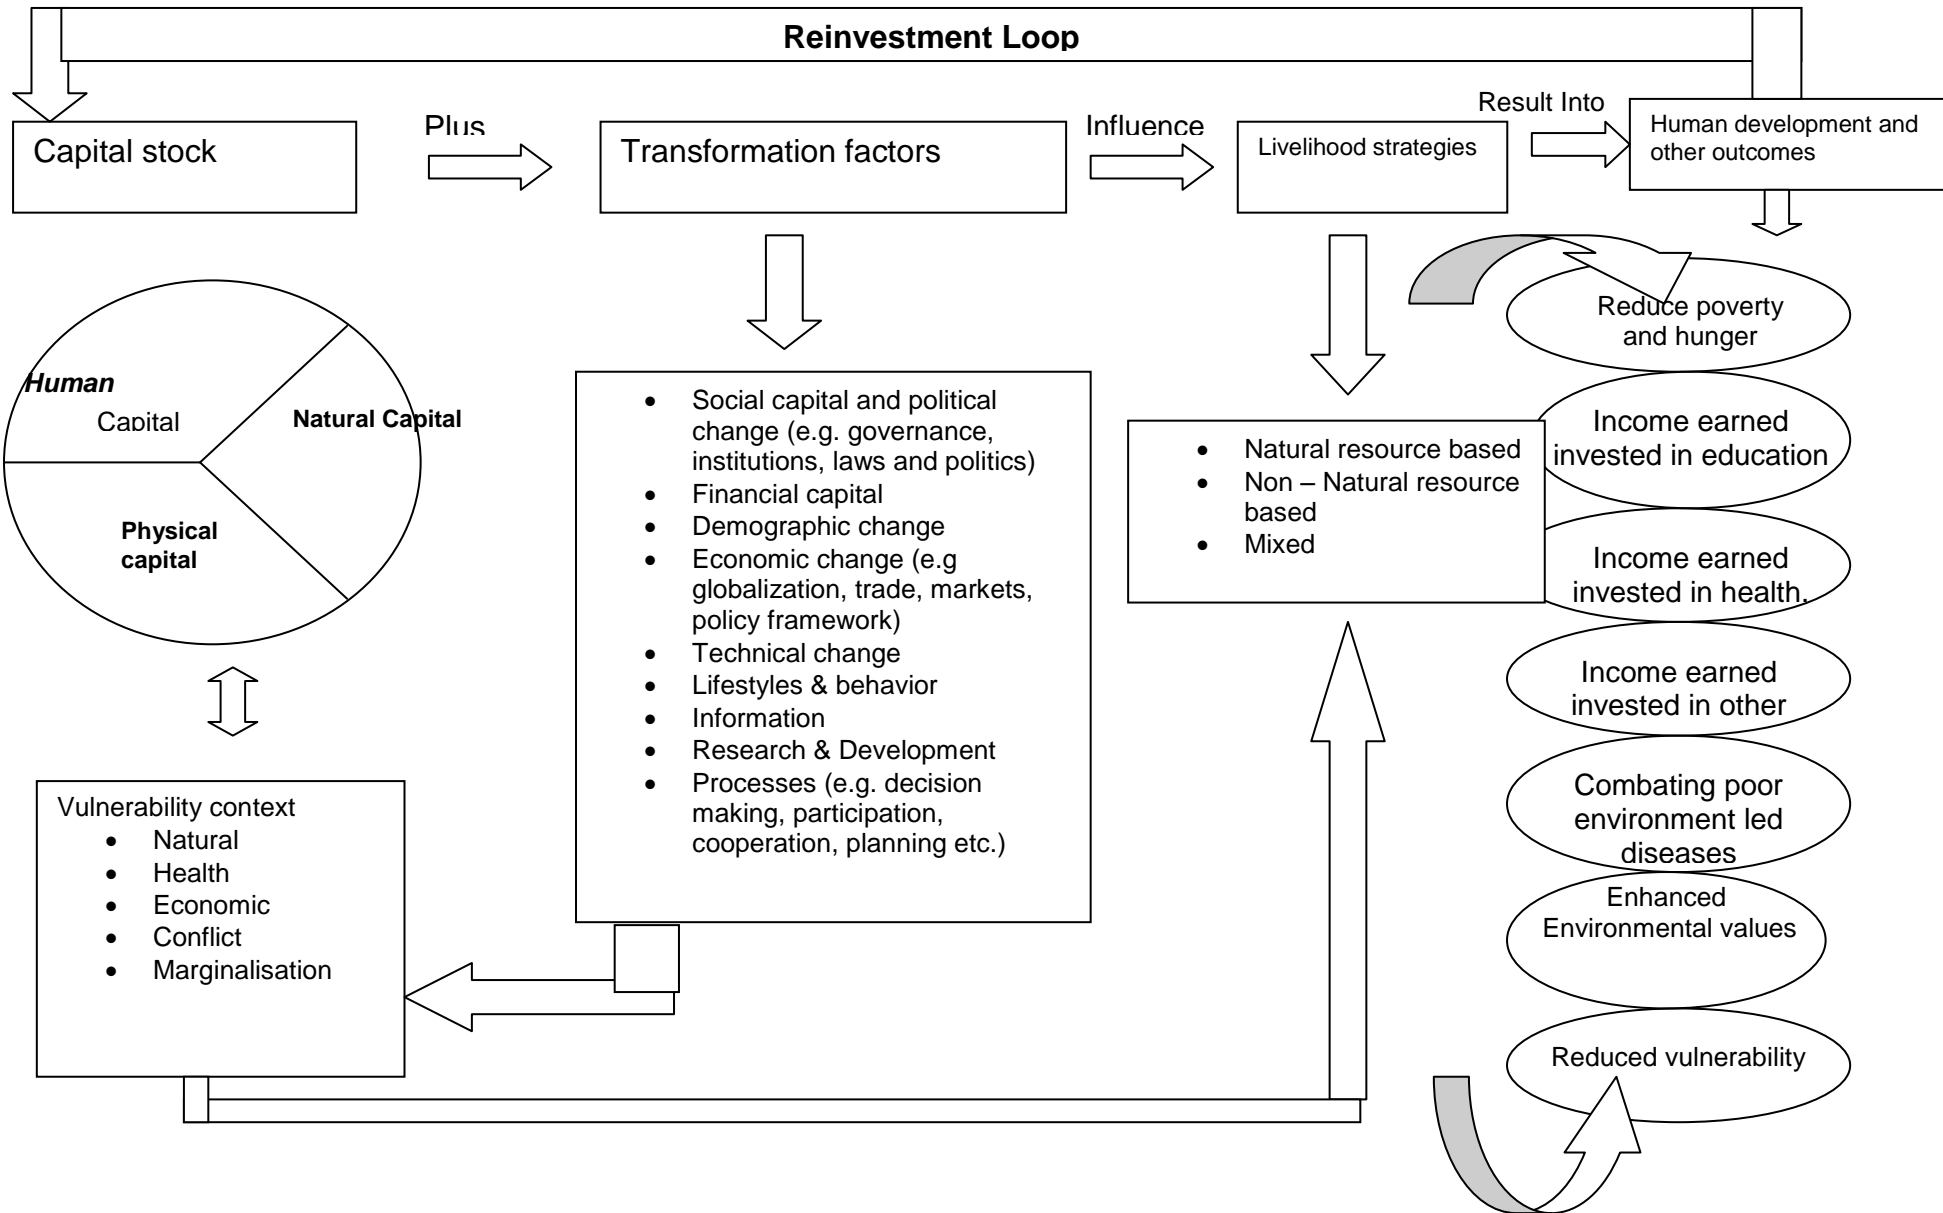 Reinvestment Loop
Capital stock
Plus
Transformation factors
Influence
Livelihood strategies
Result Into
Human development and
other outcomes
Human
Capital
Natural Capital
Physical
capital
Vulnerability context
• Natural
• Health
• Economic
• Conflict
• Marginalisation
• Social capital and political
change (e.g. governance,
institutions, laws and politics)
• Financial capital
• Demographic change
• Economic change (e.g
globalization, trade, markets,
policy framework)
• Technical change
• Lifestyles & behavior
• Information
• Research & Development
• Processes (e.g. decision
making, participation,
cooperation, planning etc.)
• Natural resource based
• Non – Natural resource
based
• Mixed
Reduce poverty
and hunger
Income earned
invested in education
Income earned
invested in health.
Income earned
invested in other
Combating poor
environment led
diseases
Enhanced
Environmental values
Reduced vulnerability